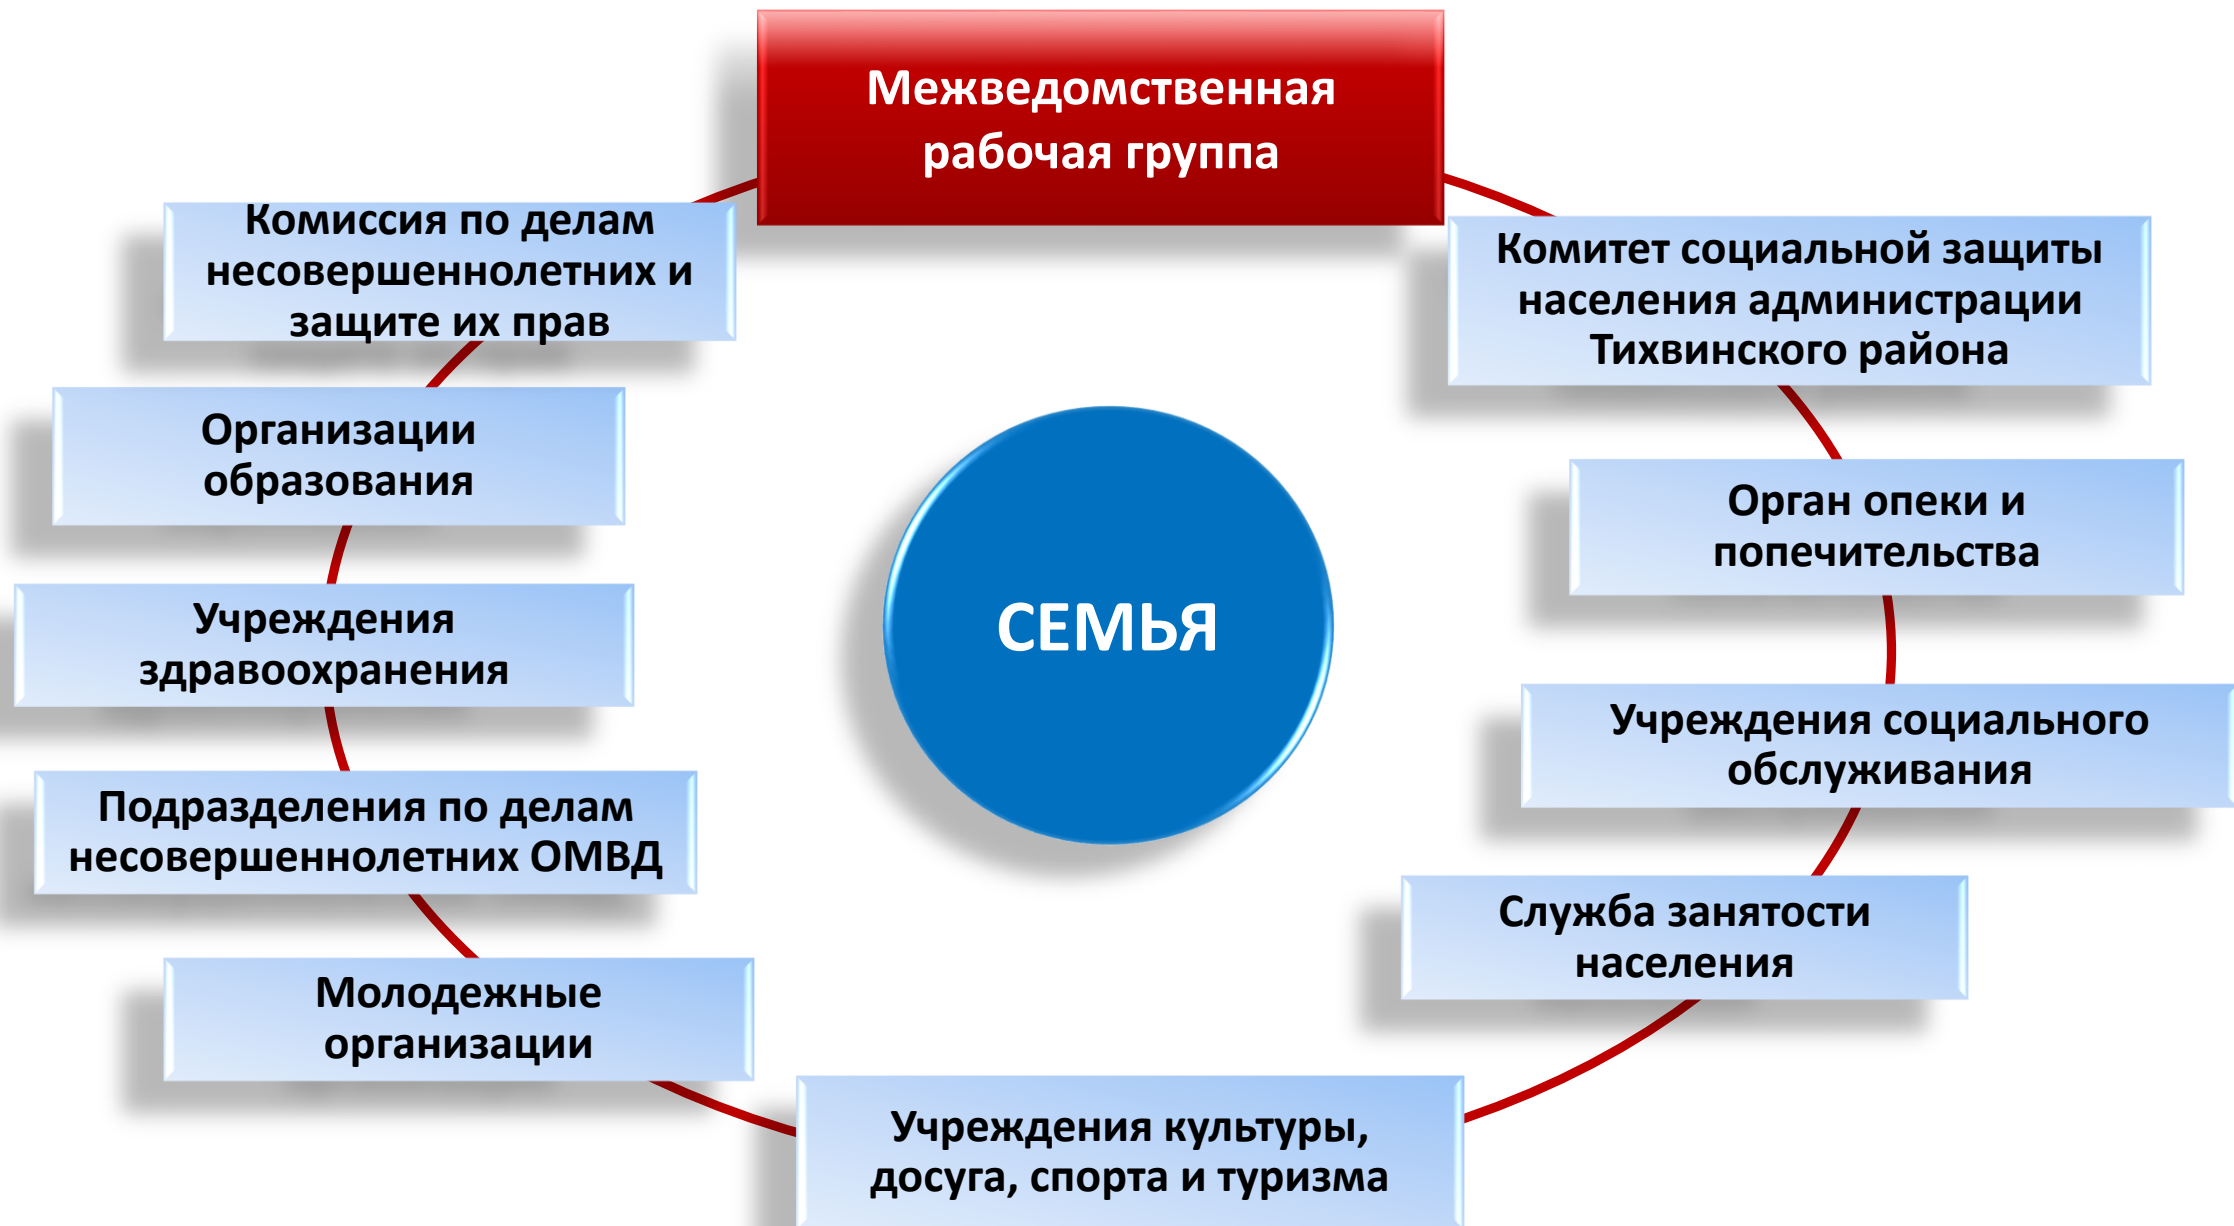 Межведомственная
рабочая группа
Комиссия по делам
несовершеннолетних и
защите их прав
Комитет социальной защиты
населения администрации
Тихвинского района
Организации
образования
Орган опеки и
попечительства
Учреждения
здравоохранения
СЕМЬЯ
Учреждения социального
обслуживания
Подразделения по делам
несовершеннолетних ОМВД
Служба занятости
населения
Молодежные
организации
Учреждения культуры,
досуга, спорта и туризма